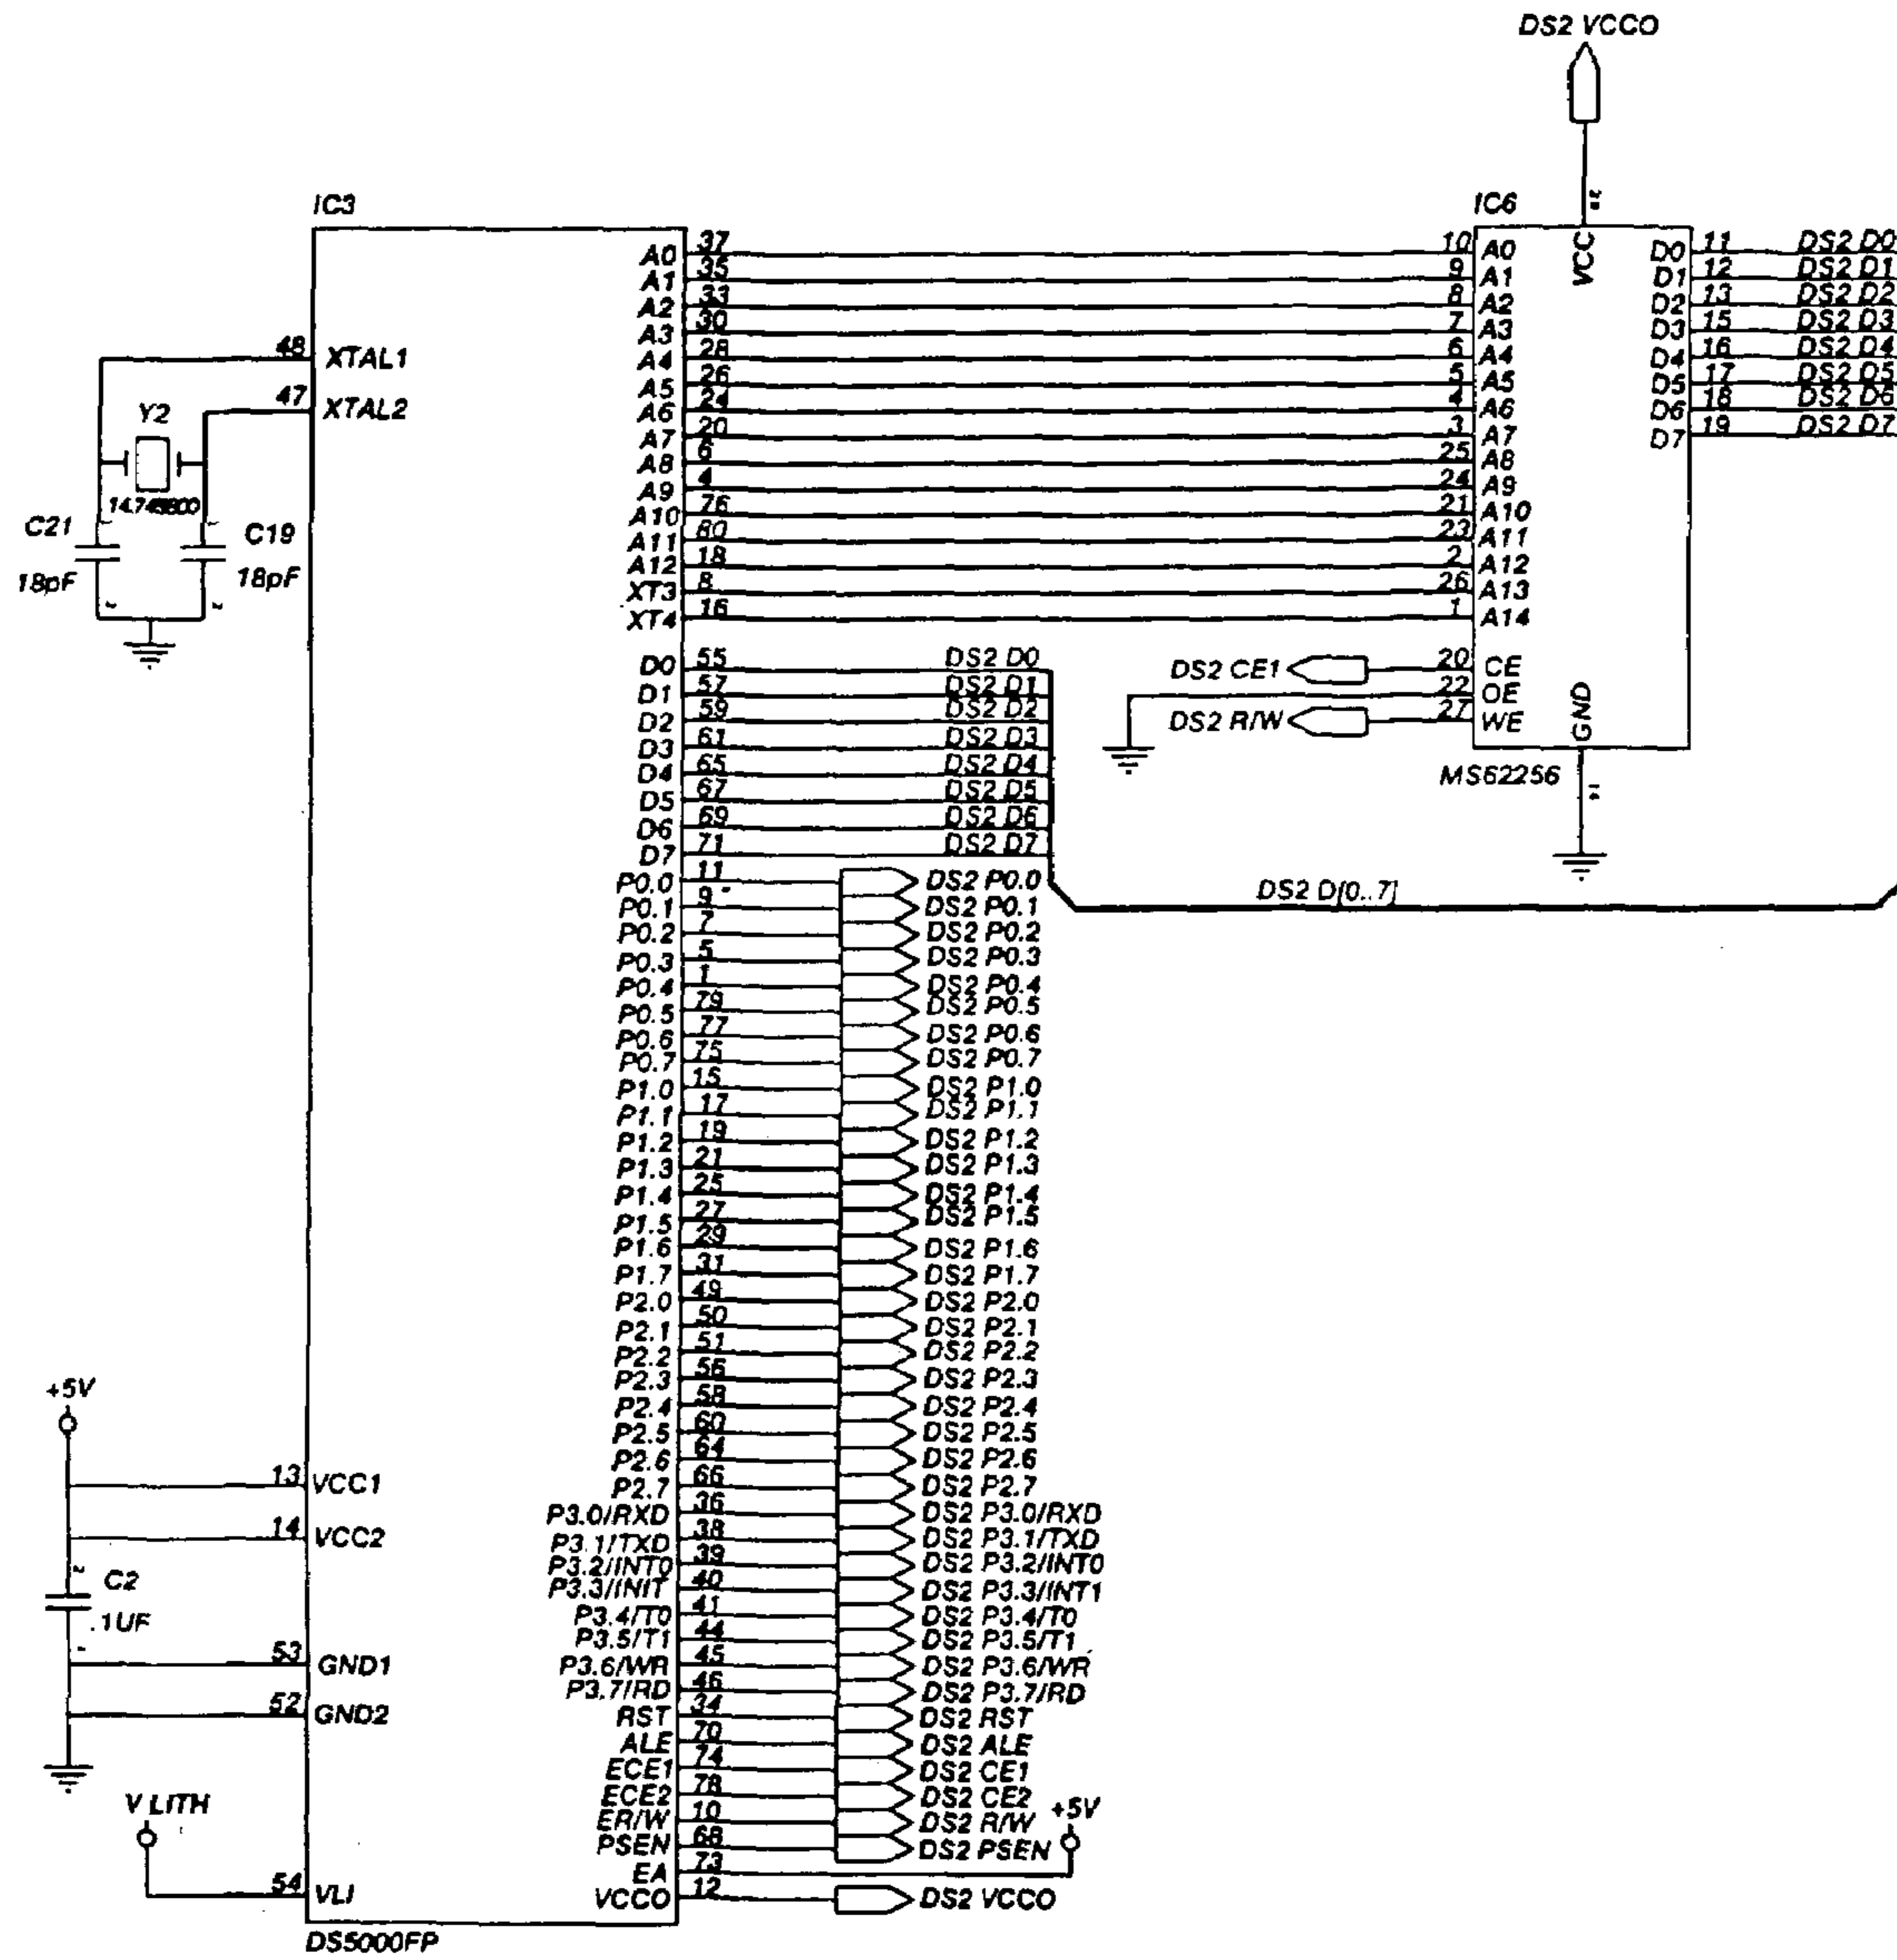 DS2 VCCO
IC3
IC6
A0 37
A1 35
A2 33
A3 30
A4 28
A5 26
A6 24
A7 20
A8 6
A9 4
A10 76
A11 80
A12 18
XT3 8
XT4 16
10 A0
9 A1
8 A2
7 A3
6 A4
5 A5
4 A6
3 A7
25 A8
24 A9
21 A10
23 A11
2 A12
26 A13
1 A14
VCC
D0 11 DS2 D0
D1 12 DS2 D1
D2 13 DS2 D2
D3 15 DS2 D3
D4 16 DS2 D4
D5 17 DS2 D5
D6 18 DS2 D6
D7 19 DS2 D7
48 XTAL1
47 XTAL2
Y2
C21
18pF
C19
18pF
DS2 CE1 20 CE
22 OE
DS2 R/W 27 WE
GND
MS62256
D0 55 DS2 D0
D1 57 DS2 D1
D2 59 DS2 D2
D3 61 DS2 D3
D4 65 DS2 D4
D5 67 DS2 D5
D6 69 DS2 D6
D7 71 DS2 D7
DS2 D[0..7]
P0.0 11 DS2 P0.0
P0.1 9 DS2 P0.1
P0.2 7 DS2 P0.2
P0.3 5 DS2 P0.3
P0.4 1 DS2 P0.4
P0.5 79 DS2 P0.5
P0.6 77 DS2 P0.6
P0.7 75 DS2 P0.7
P1.0 15 DS2 P1.0
P1.1 17 DS2 P1.1
P1.2 19 DS2 P1.2
P1.3 21 DS2 P1.3
P1.4 25 DS2 P1.4
P1.5 27 DS2 P1.5
P1.6 29 DS2 P1.6
P1.7 31 DS2 P1.7
P2.0 49 DS2 P2.0
P2.1 50 DS2 P2.1
P2.2 51 DS2 P2.2
P2.3 56 DS2 P2.3
P2.4 58 DS2 P2.4
P2.5 60 DS2 P2.5
P2.6 64 DS2 P2.6
P2.7 66 DS2 P2.7
P3.0/RXD 36 DS2 P3.0/RXD
P3.1/TXD 38 DS2 P3.1/TXD
P3.2/INT0 39 DS2 P3.2/INT0
P3.3/INIT 40 DS2 P3.3/INT1
P3.4/T0 41 DS2 P3.4/T0
P3.5/T1 44 DS2 P3.5/T1
P3.6/WR 45 DS2 P3.6/WR
P3.7/RD 46 DS2 P3.7/RD
RST 34 DS2 RST
ALE 70 DS2 ALE
ECE1 74 DS2 CE1
ECE2 78 DS2 CE2
ER/W 10 DS2 R/W
PSEN 68 DS2 PSEN
+5V
EA 73
VCCO 12 DS2 VCCO
+5V
13 VCC1
14 VCC2
C2
.1UF
53 GND1
52 GND2
V LITH
54 VLI
DS5000FP